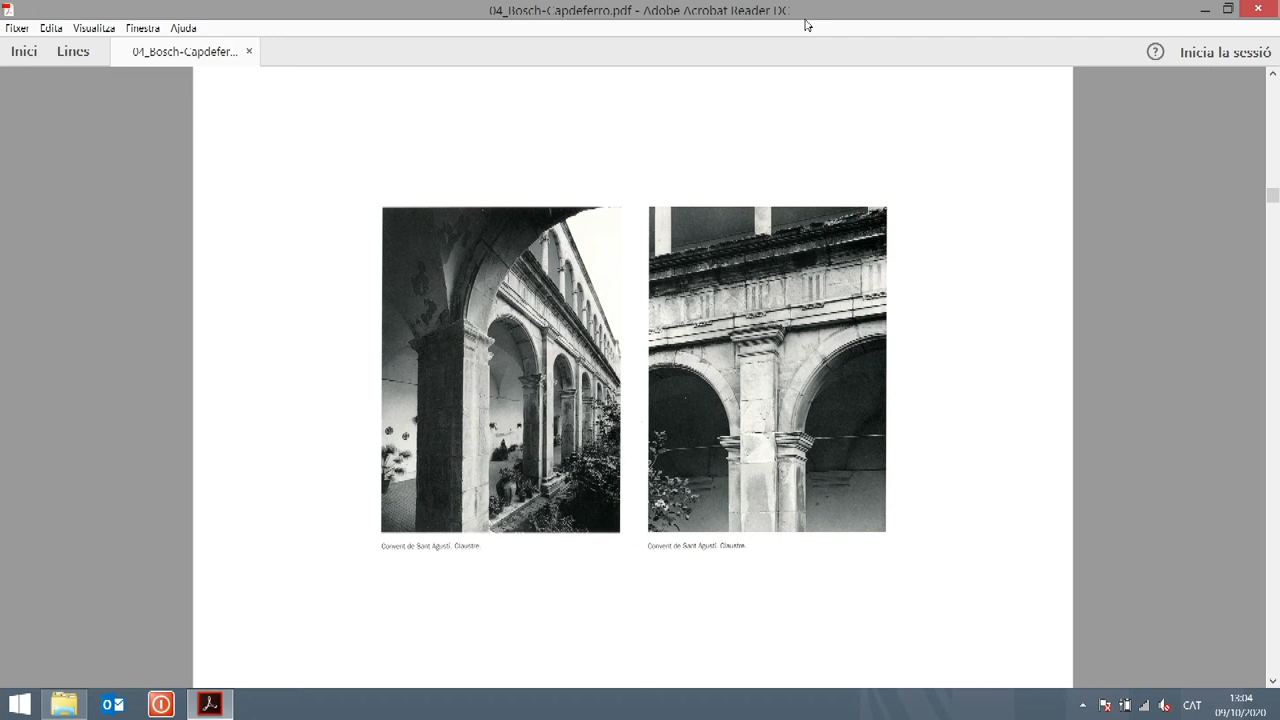 04_Bosch-Capdeferro.pdf - Adobe Acrobat Reader DC
Fitxer Edita Visualitza Finestra Ajuda
Inici Eines 04_Bosch-Capdefer... × ? Inicia la sessió
Convent de Sant Agustí. Claustre.
Convent de Sant Agustí. Claustre.
CAT
13:04
09/10/2020